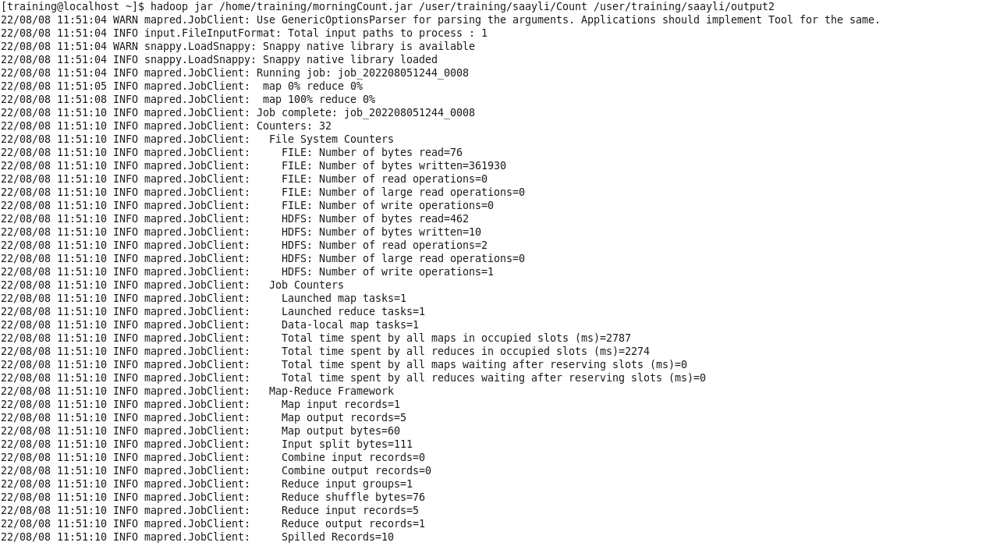 [training@localhost ~]$ hadoop jar /home/training/morningCount.jar /user/training/saayli/Count /user/training/saayli/output2
22/08/08 11:51:04 WARN mapred.JobClient: Use GenericOptionsParser for parsing the arguments. Applications should implement Tool for the same.
22/08/08 11:51:04 INFO input.FileInputFormat: Total input paths to process : 1
22/08/08 11:51:04 WARN snappy.LoadSnappy: Snappy native library is available
22/08/08 11:51:04 INFO snappy.LoadSnappy: Snappy native library loaded
22/08/08 11:51:04 INFO mapred.JobClient: Running job: job_202208051244_0008
22/08/08 11:51:05 INFO mapred.JobClient:  map 0% reduce 0%
22/08/08 11:51:08 INFO mapred.JobClient:  map 100% reduce 0%
22/08/08 11:51:10 INFO mapred.JobClient: Job complete: job_202208051244_0008
22/08/08 11:51:10 INFO mapred.JobClient: Counters: 32
22/08/08 11:51:10 INFO mapred.JobClient:   File System Counters
22/08/08 11:51:10 INFO mapred.JobClient:     FILE: Number of bytes read=76
22/08/08 11:51:10 INFO mapred.JobClient:     FILE: Number of bytes written=361930
22/08/08 11:51:10 INFO mapred.JobClient:     FILE: Number of read operations=0
22/08/08 11:51:10 INFO mapred.JobClient:     FILE: Number of large read operations=0
22/08/08 11:51:10 INFO mapred.JobClient:     FILE: Number of write operations=0
22/08/08 11:51:10 INFO mapred.JobClient:     HDFS: Number of bytes read=462
22/08/08 11:51:10 INFO mapred.JobClient:     HDFS: Number of bytes written=10
22/08/08 11:51:10 INFO mapred.JobClient:     HDFS: Number of read operations=2
22/08/08 11:51:10 INFO mapred.JobClient:     HDFS: Number of large read operations=0
22/08/08 11:51:10 INFO mapred.JobClient:     HDFS: Number of write operations=1
22/08/08 11:51:10 INFO mapred.JobClient:   Job Counters
22/08/08 11:51:10 INFO mapred.JobClient:     Launched map tasks=1
22/08/08 11:51:10 INFO mapred.JobClient:     Launched reduce tasks=1
22/08/08 11:51:10 INFO mapred.JobClient:     Data-local map tasks=1
22/08/08 11:51:10 INFO mapred.JobClient:     Total time spent by all maps in occupied slots (ms)=2787
22/08/08 11:51:10 INFO mapred.JobClient:     Total time spent by all reduces in occupied slots (ms)=2274
22/08/08 11:51:10 INFO mapred.JobClient:     Total time spent by all maps waiting after reserving slots (ms)=0
22/08/08 11:51:10 INFO mapred.JobClient:     Total time spent by all reduces waiting after reserving slots (ms)=0
22/08/08 11:51:10 INFO mapred.JobClient:   Map-Reduce Framework
22/08/08 11:51:10 INFO mapred.JobClient:     Map input records=1
22/08/08 11:51:10 INFO mapred.JobClient:     Map output records=5
22/08/08 11:51:10 INFO mapred.JobClient:     Map output bytes=60
22/08/08 11:51:10 INFO mapred.JobClient:     Input split bytes=111
22/08/08 11:51:10 INFO mapred.JobClient:     Combine input records=0
22/08/08 11:51:10 INFO mapred.JobClient:     Combine output records=0
22/08/08 11:51:10 INFO mapred.JobClient:     Reduce input groups=1
22/08/08 11:51:10 INFO mapred.JobClient:     Reduce shuffle bytes=76
22/08/08 11:51:10 INFO mapred.JobClient:     Reduce input records=5
22/08/08 11:51:10 INFO mapred.JobClient:     Reduce output records=1
22/08/08 11:51:10 INFO mapred.JobClient:     Spilled Records=10